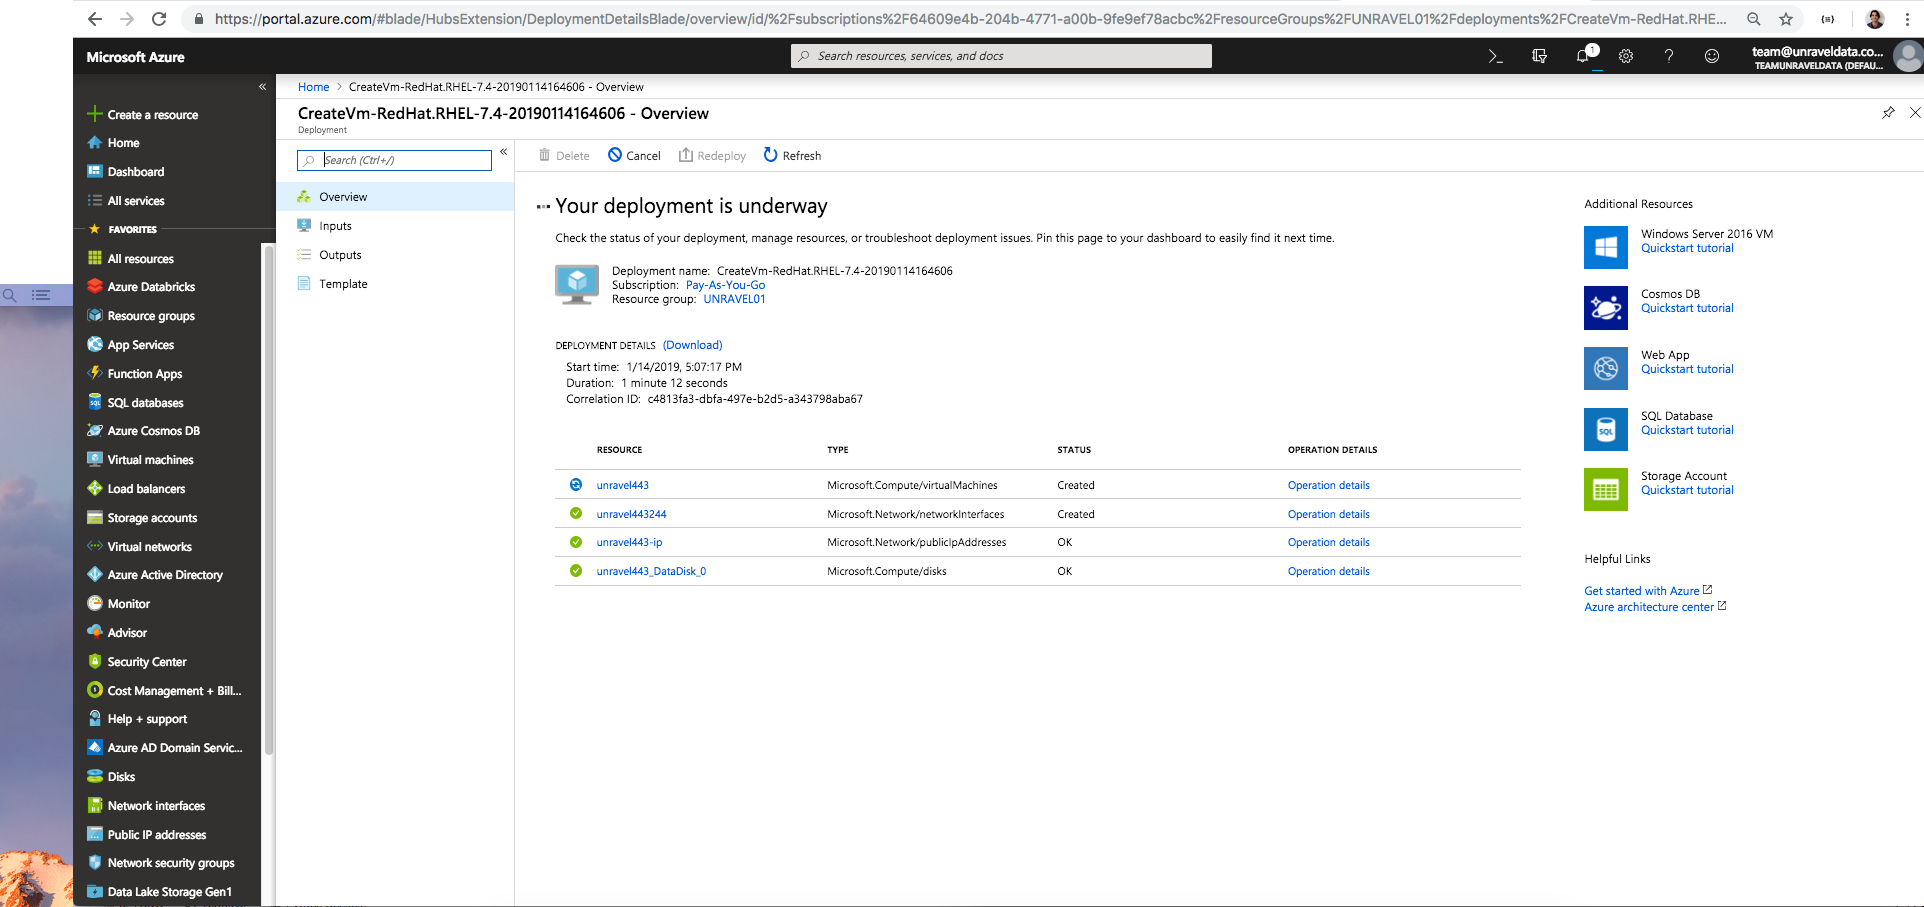 https://portal.azure.com/#blade/HubsExtension/DeploymentDetailsBlade/overview/id/%2Fsubscriptions%2F64609e4b-204b-4771-a00b-9fe9ef78acbc%2FresourceGroups%2FUNRAVEL01%2Fdeployments%2FCreateVm-RedHat.RHE...
Microsoft Azure
Search resources, services, and docs
1
team@unraveldata.co...
TEAMUNRAVELDATA (DEFAU...
Create a resource
Home
Dashboard
All services
FAVORITES
All resources
Azure Databricks
Resource groups
App Services
Function Apps
SQL databases
Azure Cosmos DB
Virtual machines
Load balancers
Storage accounts
Virtual networks
Azure Active Directory
Monitor
Advisor
Security Center
Cost Management + Bill...
Help + support
Azure AD Domain Servic...
Disks
Network interfaces
Public IP addresses
Network security groups
Data Lake Storage Gen1
Home > CreateVm-RedHat.RHEL-7.4-20190114164606 - Overview
CreateVm-RedHat.RHEL-7.4-20190114164606 - Overview
Deployment
Search (Ctrl+/)
Overview
Inputs
Outputs
Template
Delete Cancel Redeploy Refresh
Your deployment is underway
Check the status of your deployment, manage resources, or troubleshoot deployment issues. Pin this page to your dashboard to easily find it next time.
Deployment name: CreateVm-RedHat.RHEL-7.4-20190114164606
Subscription: Pay-As-You-Go
Resource group: UNRAVEL01
DEPLOYMENT DETAILS (Download)
Start time: 1/14/2019, 5:07:17 PM
Duration: 1 minute 12 seconds
Correlation ID: c4813fa3-dbfa-497e-b2d5-a343798aba67
RESOURCE TYPE STATUS OPERATION DETAILS
unravel443 Microsoft.Compute/virtualMachines Created Operation details
unravel443244 Microsoft.Network/networkInterfaces Created Operation details
unravel443-ip Microsoft.Network/publicIpAddresses OK Operation details
unravel443_DataDisk_0 Microsoft.Compute/disks OK Operation details
Additional Resources
Windows Server 2016 VM
Quickstart tutorial
Cosmos DB
Quickstart tutorial
Web App
Quickstart tutorial
SQL
SQL Database
Quickstart tutorial
Storage Account
Quickstart tutorial
Helpful Links
Get started with Azure
Azure architecture center